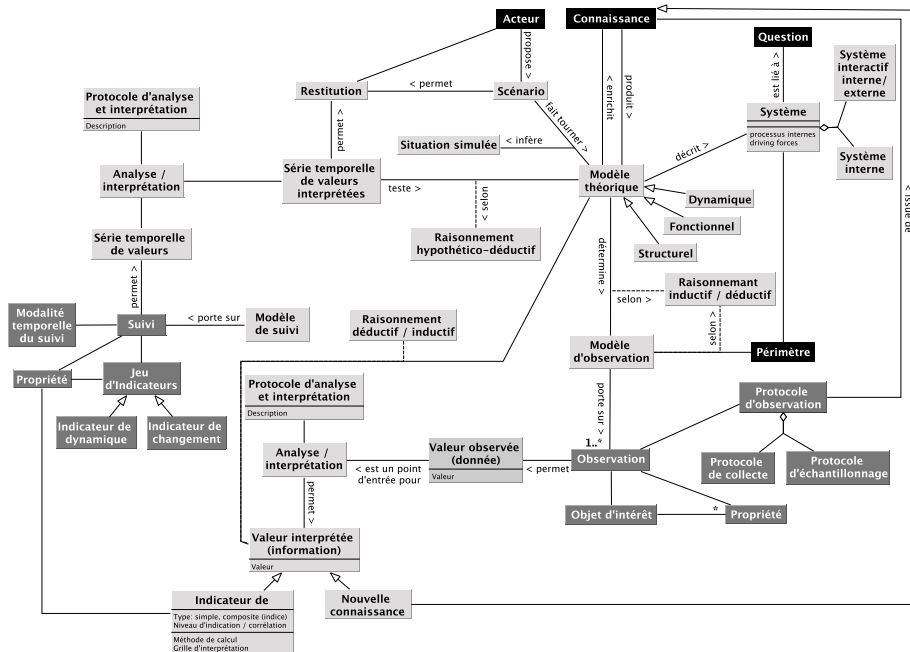 Acteur
Connaissance
Question
propose >
< enrichit
produit >
est lié à >
Système
interactif
interne/
externe
Protocole d'analyse
et interprétation
Description
Restitution
< permet
Scénario
fait tourner >
Système
processus internes
driving forces
permet >
Situation simulée
< infère
décrit >
Système
interne
Analyse /
interprétation
Série temporelle
de valeurs
interprétées
teste >
< selon
Modèle
théorique
Dynamique
Fonctionnel
Structurel
< issue de
Série temporelle
de valeurs
Raisonnement
hypothético-déductif
détermine >
permet >
Raisonnemant
inductif / déductif
selon >
selon >
Modalité
temporelle
du suivi
Suivi
< porte sur
Modèle
de suivi
Raisonnement
déductif / inductif
Modèle
d'observation
Périmètre
Propriété
Jeu
d'Indicateurs
Protocole d'analyse
et interprétation
Description
porte sur >
Protocole
d'observation
Indicateur de
dynamique
Indicateur de
changement
1..*
Analyse /
interprétation
< est un point
d'entrée pour
Valeur observée
(donnée)
Valeur
< permet
Observation
Protocole
de collecte
Protocole
d'échantillonnage
permet >
Objet d'intérêt
*
Propriété
Valeur interprétée
(information)
Valeur
Indicateur de
Type: simple, composite (indice)
Niveau d'indication / corrélation
Méthode de calcul
Grille d'interprétation
Nouvelle
connaissance